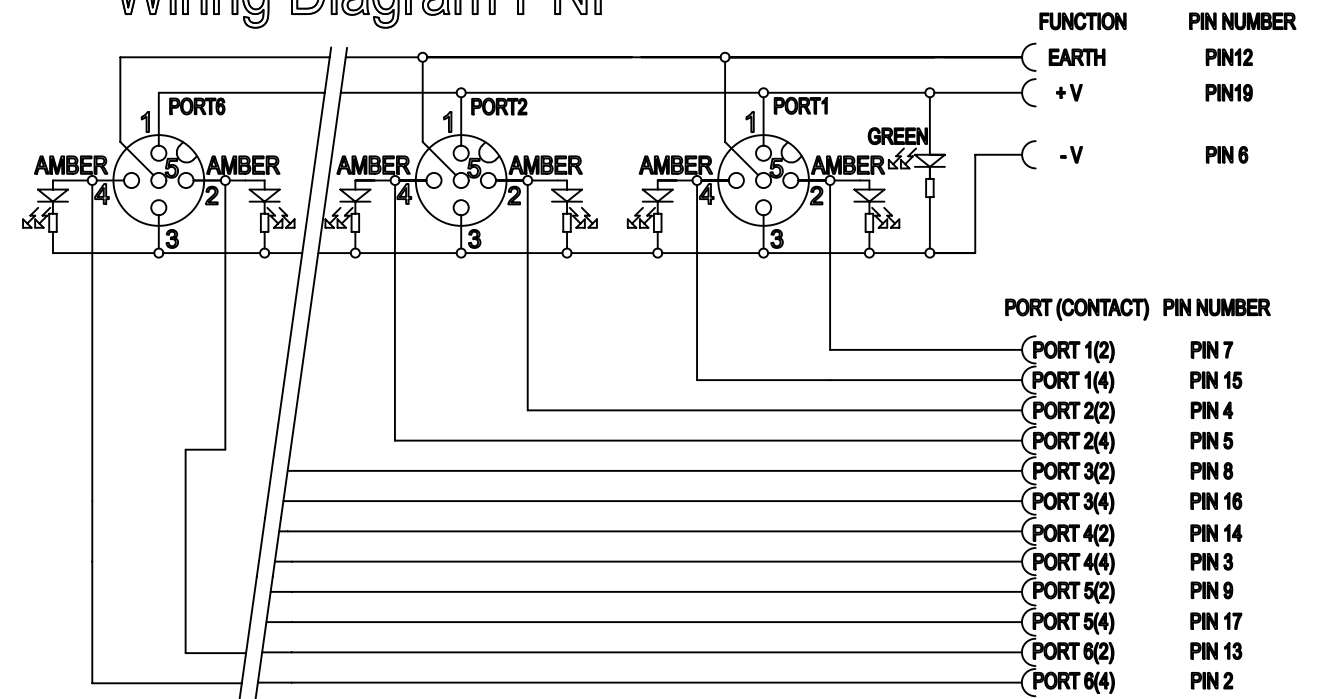 Wiring Diagram PNP
FUNCTION PIN NUMBER
EARTH PIN12
+ V PIN19
- V PIN 6
PORT6 PORT2 PORT1
1 1 1
GREEN
AMBER 5 AMBER AMBER 5 AMBER AMBER 5 AMBER
4 2 4 2 4 2
3 3 3
PORT (CONTACT) PIN NUMBER
PORT 1(2) PIN 7
PORT 1(4) PIN 15
PORT 2(2) PIN 4
PORT 2(4) PIN 5
PORT 3(2) PIN 8
PORT 3(4) PIN 16
PORT 4(2) PIN 14
PORT 4(4) PIN 3
PORT 5(2) PIN 9
PORT 5(4) PIN 17
PORT 6(2) PIN 13
PORT 6(4) PIN 2